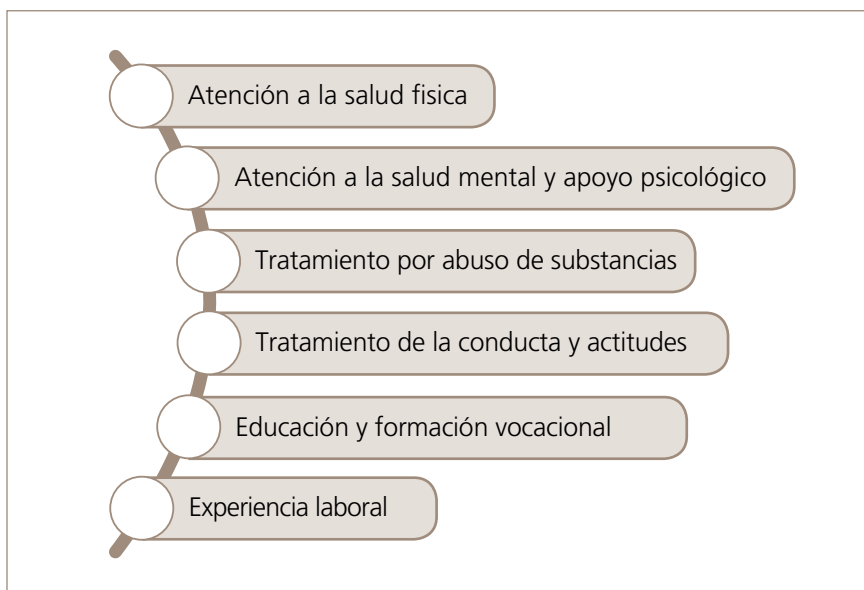 Atención a la salud fisica
Atención a la salud mental y apoyo psicológico
Tratamiento por abuso de substancias
Tratamiento de la conducta y actitudes
Educación y formación vocacional
Experiencia laboral